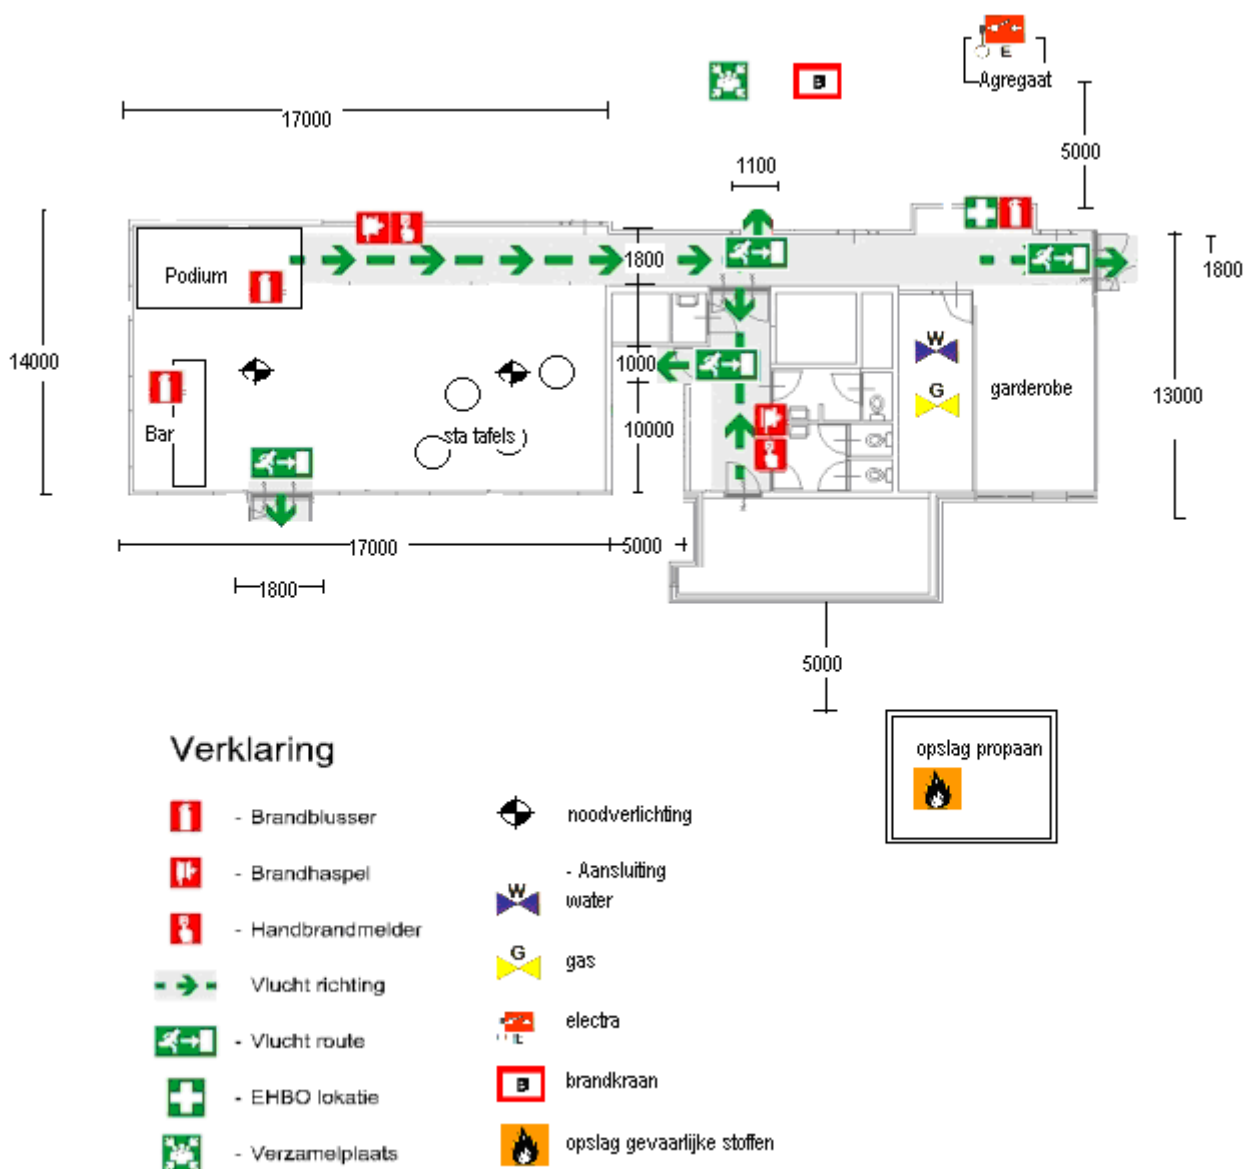 E
B
Agregaat
17000
1100
5000
1800
1800
Podium
14000
W
1000
G
garderobe
13000
10000
Bar
sta tafels
17000
5000
1800
5000
Verklaring
opslag propaan
- Brandblusser
noodverlichting
- Brandhaspel
- Aansluiting
W
water
- Handbrandmelder
G
gas
Vlucht richting
electra
E
- Vlucht route
B
brandkraan
- EHBO lokatie
opslag gevaarlijke stoffen
- Verzamelplaats